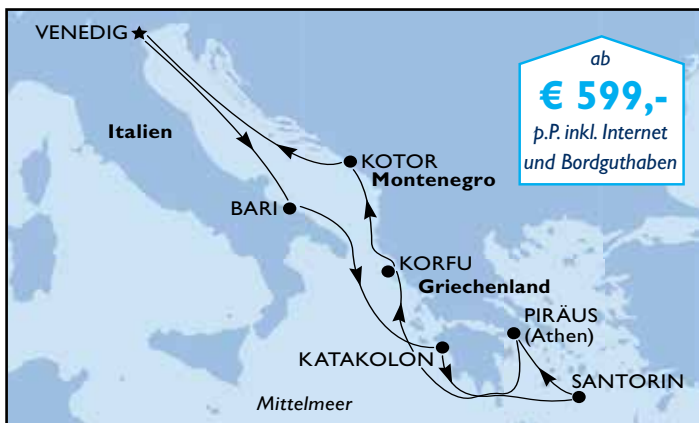 VENEDIG
ab
€ 599,-
p.P. inkl. Internet
und Bordguthaben
Italien
KOTOR
Montenegro
BARI
KORFU
Griechenland
PIRÄUS
(Athen)
KATAKOLON
SANTORIN
Mittelmeer